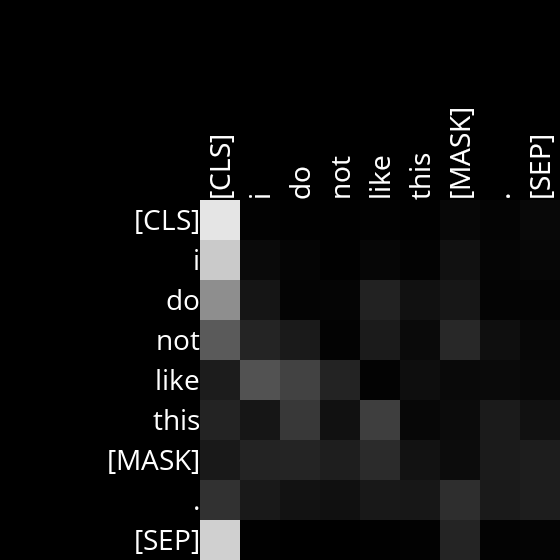 [CLS] i do not like this [MASK] . [SEP]
[CLS]
i
do
not
like
this
[MASK]
.
[SEP]